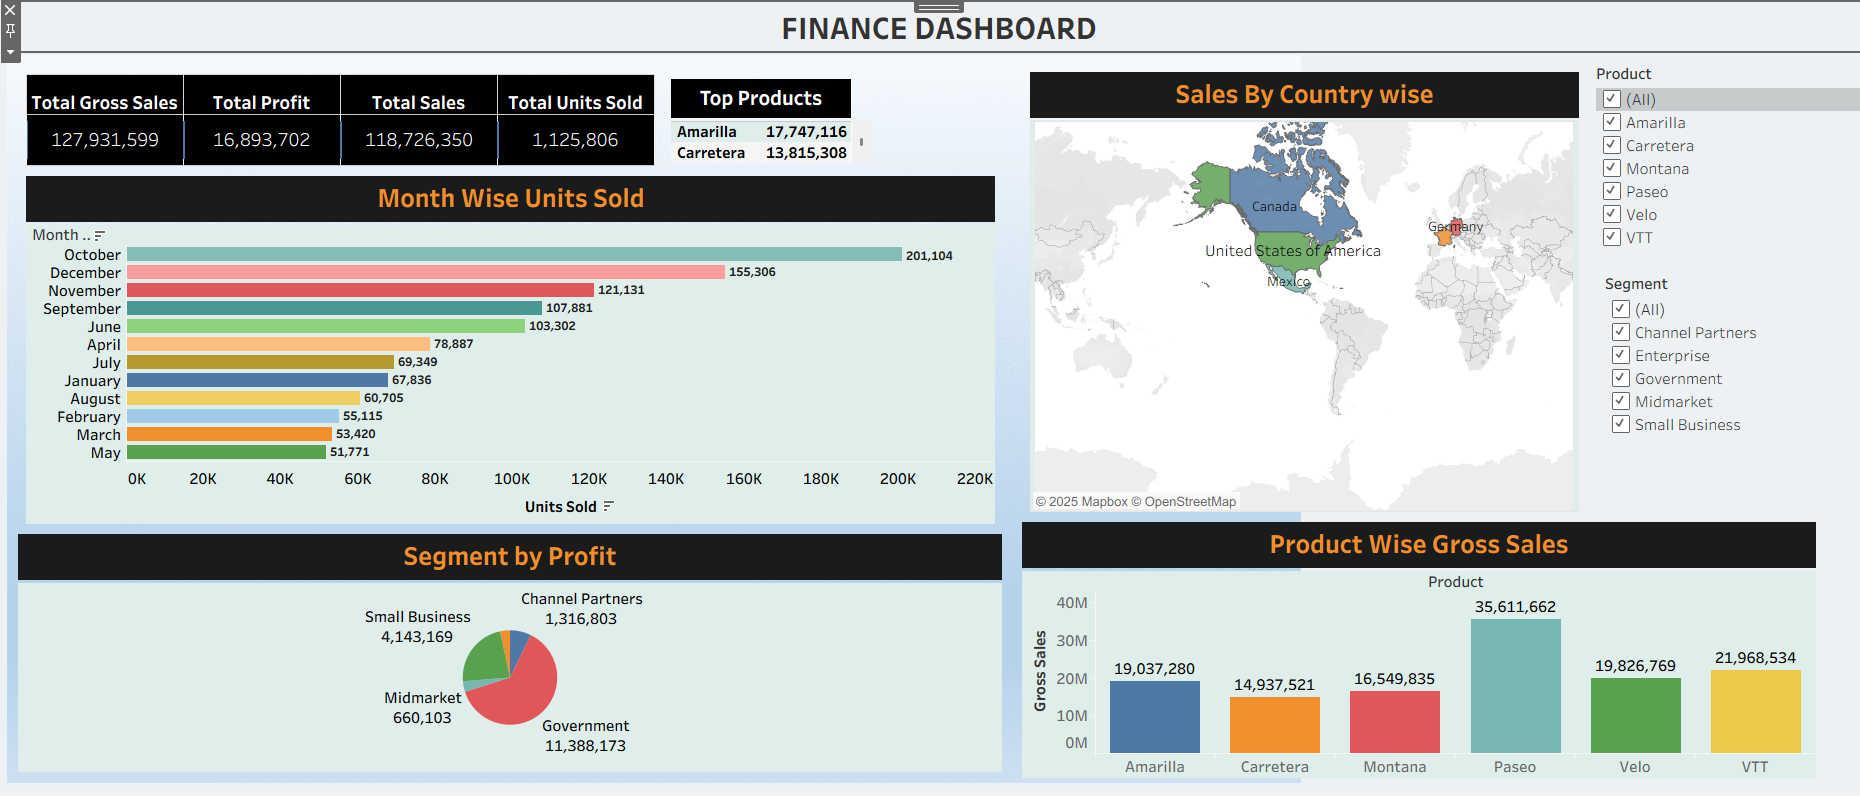 FINANCE DASHBOARD
Total Gross Sales Total Profit Total Sales Total Units Sold
127,931,599 16,893,702 118,726,350 1,125,806
Top Products
Amarilla 17,747,116
Carretera 13,815,308
Month Wise Units Sold
Month ..
October 201,104
December 155,306
November 121,131
September 107,881
June 103,302
April 78,887
July 69,349
January 67,836
August 60,705
February 55,115
March 53,420
May 51,771
0K 20K 40K 60K 80K 100K 120K 140K 160K 180K 200K 220K
Units Sold
Segment by Profit
Channel Partners
1,316,803
Small Business
4,143,169
Midmarket
660,103
Government
11,388,173
Sales By Country wise
Canada
Germany
United States of America
Mexico
© 2025 Mapbox © OpenStreetMap
Product
(All)
Amarilla
Carretera
Montana
Paseo
Velo
VTT
Segment
(All)
Channel Partners
Enterprise
Government
Midmarket
Small Business
Product Wise Gross Sales
Product
Gross Sales
40M
30M
20M
10M
0M
19,037,280
14,937,521
16,549,835
35,611,662
19,826,769
21,968,534
Amarilla Carretera Montana Paseo Velo VTT